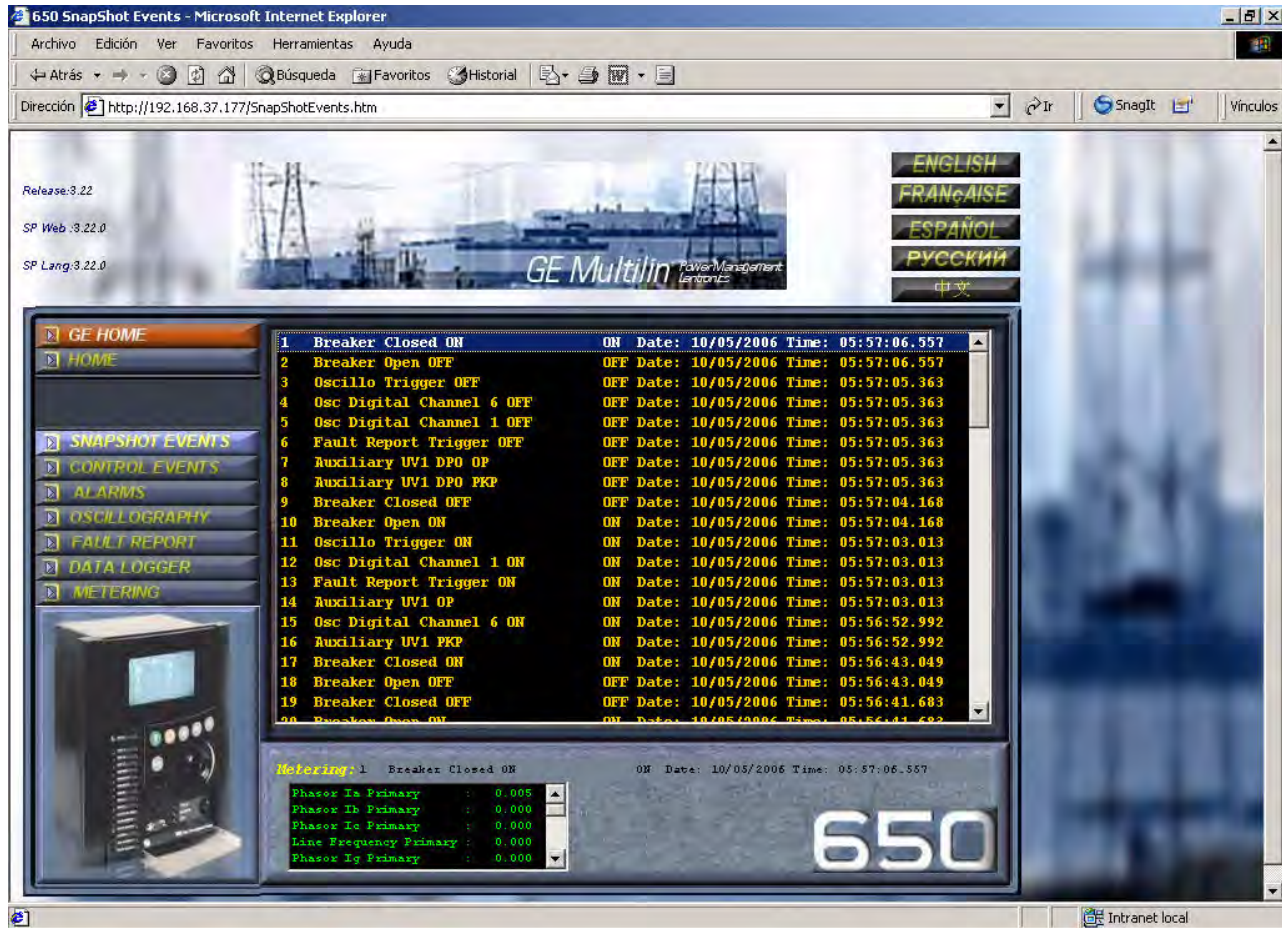 650 SnapShot Events - Microsoft Internet Explorer
Archivo Edición Ver Favoritos Herramientas Ayuda
Atrás Búsqueda Favoritos Historial
Dirección http://192.168.37.177/SnapShotEvents.htm Ir SnagIt Vínculos
Release:3.22
SP Web :3.22.0
SP Lang:3.22.0
GE Multilin Power Management
Lentronics
ENGLISH
FRANçAISE
ESPAÑOL
РУССКИЙ
中文
GE HOME
HOME
SNAPSHOT EVENTS
CONTROL EVENTS
ALARMS
OSCILLOGRAPHY
FAULT REPORT
DATA LOGGER
METERING
1 Breaker Closed ON ON Date: 10/05/2006 Time: 05:57:06.557
2 Breaker Open OFF OFF Date: 10/05/2006 Time: 05:57:06.557
3 Oscillo Trigger OFF OFF Date: 10/05/2006 Time: 05:57:05.363
4 Osc Digital Channel 6 OFF OFF Date: 10/05/2006 Time: 05:57:05.363
5 Osc Digital Channel 1 OFF OFF Date: 10/05/2006 Time: 05:57:05.363
6 Fault Report Trigger OFF OFF Date: 10/05/2006 Time: 05:57:05.363
7 Auxiliary UV1 DPO OP OFF Date: 10/05/2006 Time: 05:57:05.363
8 Auxiliary UV1 DPO PKP OFF Date: 10/05/2006 Time: 05:57:05.363
9 Breaker Closed OFF OFF Date: 10/05/2006 Time: 05:57:04.168
10 Breaker Open ON ON Date: 10/05/2006 Time: 05:57:04.168
11 Oscillo Trigger ON ON Date: 10/05/2006 Time: 05:57:03.013
12 Osc Digital Channel 1 ON ON Date: 10/05/2006 Time: 05:57:03.013
13 Fault Report Trigger ON ON Date: 10/05/2006 Time: 05:57:03.013
14 Auxiliary UV1 OP ON Date: 10/05/2006 Time: 05:57:03.013
15 Osc Digital Channel 6 ON ON Date: 10/05/2006 Time: 05:56:52.992
16 Auxiliary UV1 PKP ON Date: 10/05/2006 Time: 05:56:52.992
17 Breaker Closed ON ON Date: 10/05/2006 Time: 05:56:43.049
18 Breaker Open OFF OFF Date: 10/05/2006 Time: 05:56:43.049
19 Breaker Closed OFF OFF Date: 10/05/2006 Time: 05:56:41.683
20 Breaker Open ON ON Date: 10/05/2006 Time: 05:56:41.683
Metering: 1 Breaker Closed ON ON Date: 10/05/2006 Time: 05:57:06.557
Phasor Ia Primary : 0.005
Phasor Ib Primary : 0.000
Phasor Ic Primary : 0.000
Line Frequency Primary : 0.000
Phasor Ig Primary : 0.000
650
Intranet local